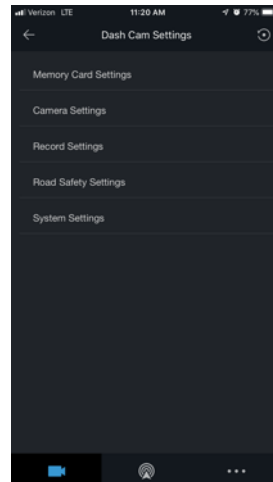 Verizon LTE 11:20 AM 77%
Dash Cam Settings
Memory Card Settings
Camera Settings
Record Settings
Road Safety Settings
System Settings